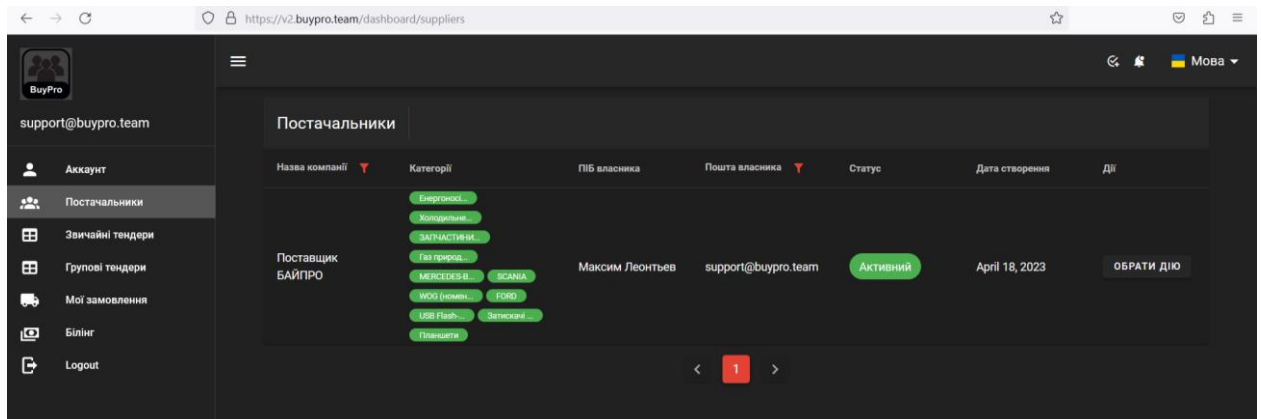 https://v2.buypro.team/dashboard/suppliers
BuyPro
Мова
support@buypro.team
Аккаунт
Постачальники
Звичайні тендери
Групові тендери
Мої замовлення
Білінг
Logout
Постачальники
Назва компанії Категорії ПІБ власника Пошта власника Статус Дата створення Дії
Поставщик
БАЙПРО
Енергоносі...
Холодильне...
ЗАПЧАСТИНИ...
Газ природ...
MERCEDES-B... SCANIA
WOG (номен... FORD
USB Flash-... Затискачі ...
Планшети
Максим Леонтьев
support@buypro.team
Активний
April 18, 2023
ОБРАТИ ДІЮ
1